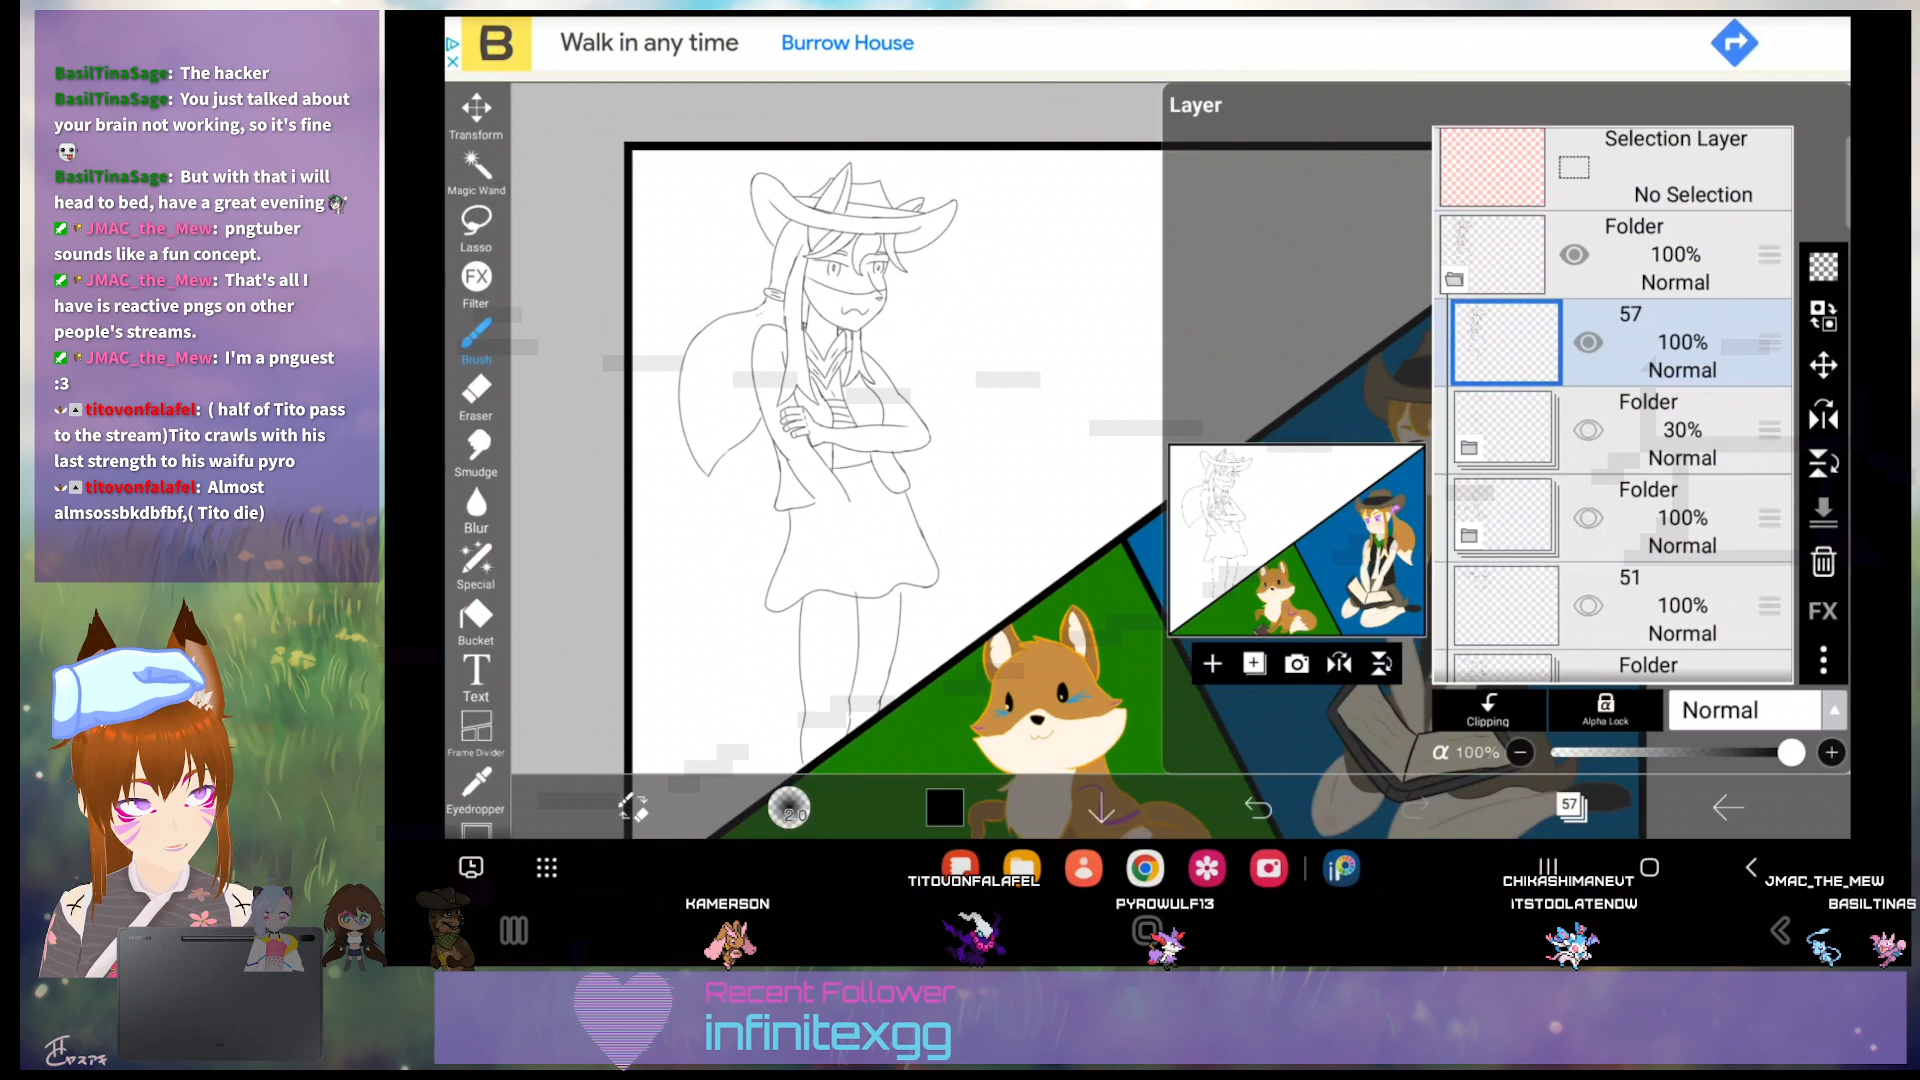 BasilTinaSage: The hacker
BasilTinaSage: You just talked about
your brain not working, so it's fine
BasilTinaSage: But with that i will
head to bed, have a great evening
JMAC_the_Mew: pngtuber
sounds like a fun concept.
JMAC_the_Mew: That's all I
have is reactive pngs on other
people's streams.
JMAC_the_Mew: I'm a pnguest
:3
titovonfalafel: ( half of Tito pass
to the stream)Tito crawls with his
last strength to his waifu pyro
titovonfalafel: Almost
almsossbkdbfbf,( Tito die)
B
Walk in any time
Burrow House
Transform
Magic Wand
Lasso
FX
Filter
Brush
Eraser
Smudge
Blur
Special
Bucket
T
Text
Frame Divider
Eyedropper
Layer
Selection Layer
No Selection
Folder
100%
Normal
57
100%
Normal
Folder
30%
Normal
Folder
100%
Normal
51
100%
Normal
Folder
FX
Clipping
Alpha Lock
Normal
α 100%
2.0
57
TITOVONFALAFEL
KAMERSON
PYROWULF13
CHIKASHIMANEVT
ITSTOOLATENOW
JMAC_THE_MEW
BASILTINAS
SAMSUNG
Recent Follower
infinitexgg